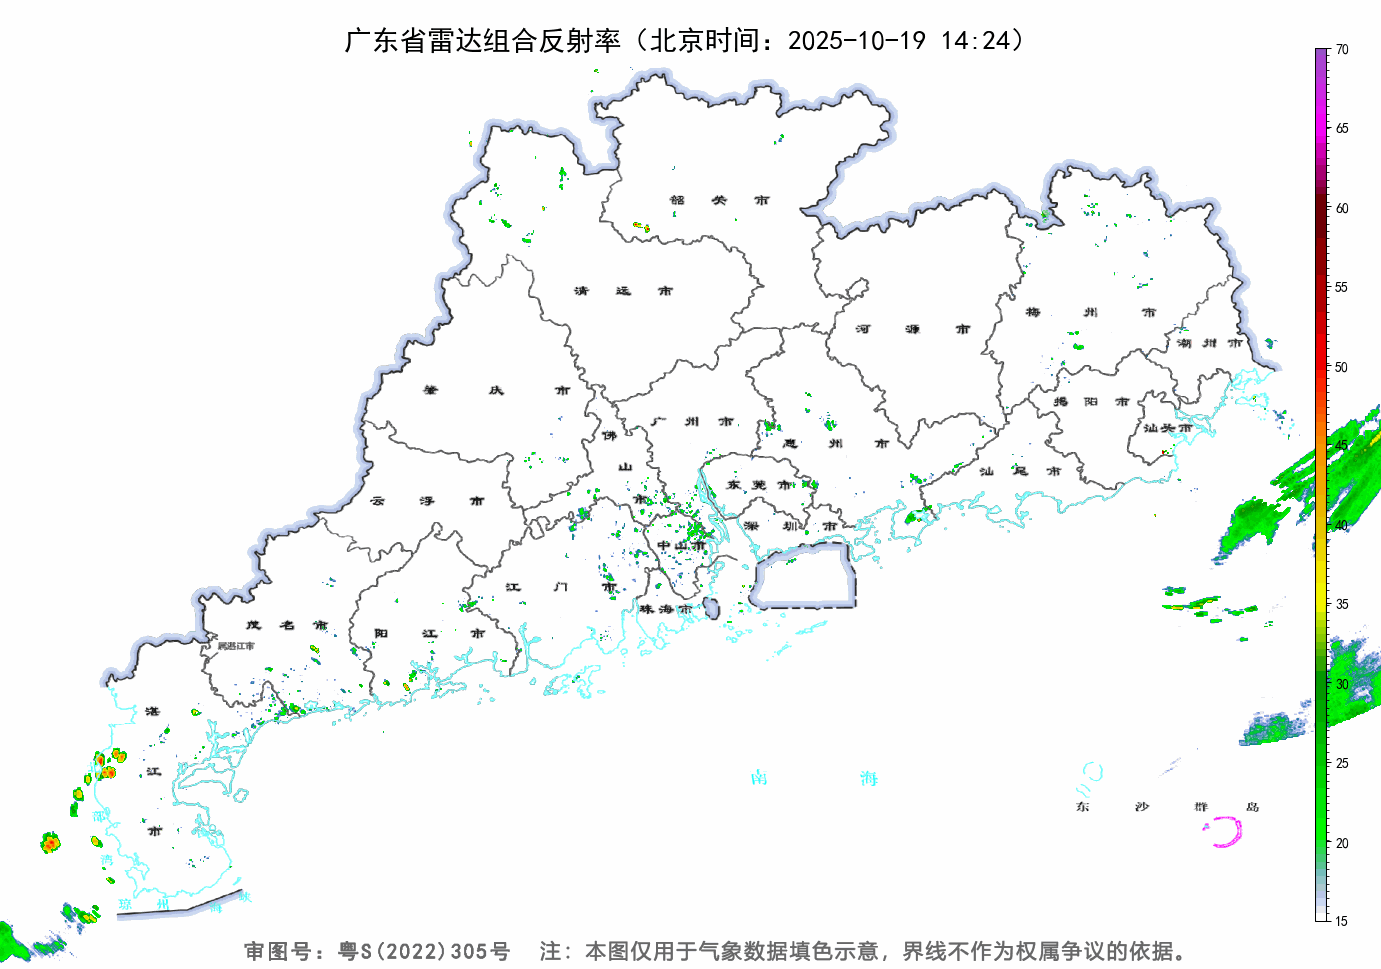 广东省雷达组合反射率（北京时间：2025-10-19 14:24）
70
65
60
55
50
45
40
35
30
25
20
15
韶关市
清远市
河源市
梅州市
潮州市
肇庆市
广州市
佛山市
惠州市
揭阳市
汕头市
汕尾市
云浮市
东莞市
深圳市
中山市
江门市
珠海市
茂名市
阳江市
属湛江市
湛江市
南海
东沙群岛
北部湾
琼州海峡
审图号：粤S(2022)305号 注：本图仅用于气象数据填色示意，界线不作为权属争议的依据。